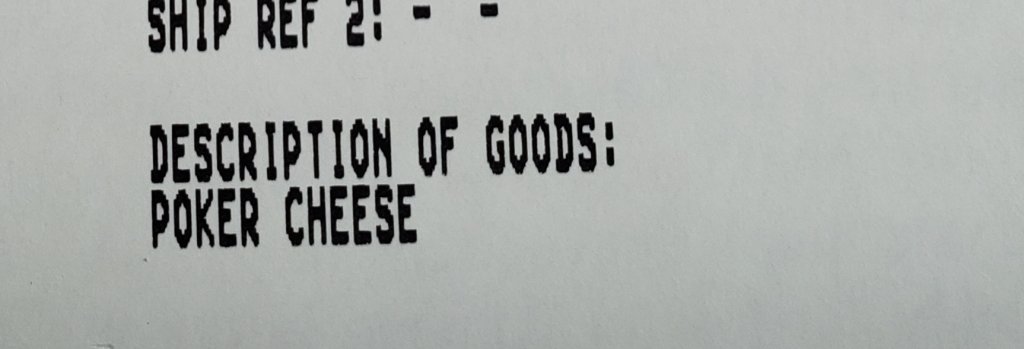 SHIP REF 2: - -
DESCRIPTION OF GOODS:
POKER CHEESE